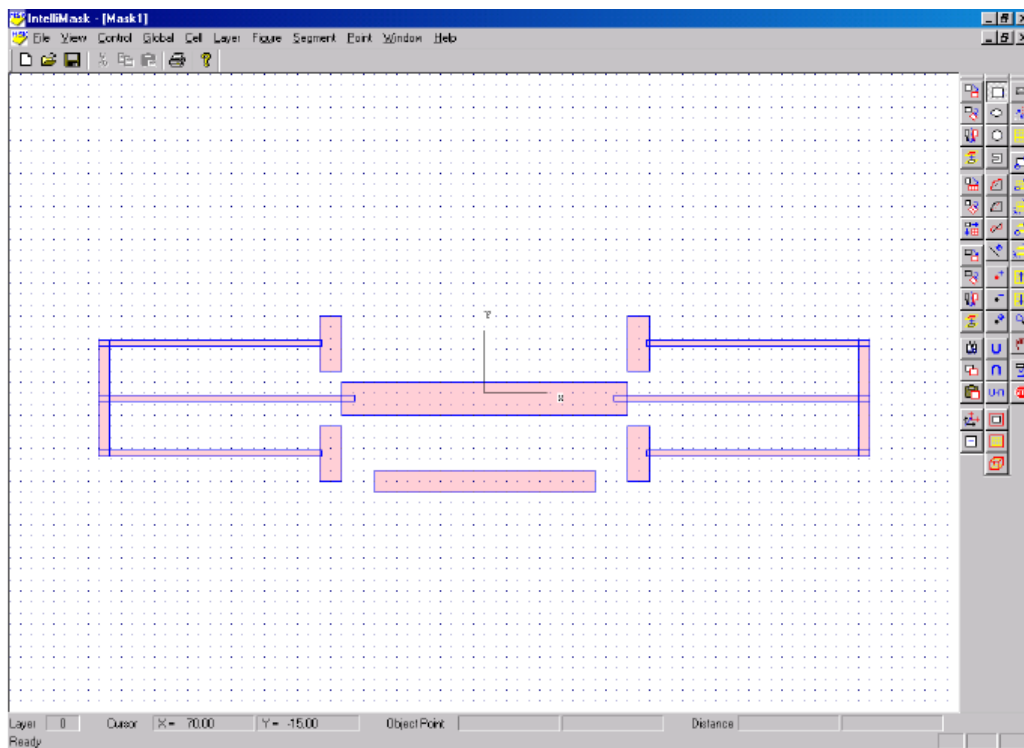 IntelliMask - [Mask1]
File View Control Global Cell Layer Figure Segment Point Window Help
Y
X
Layer 0 Cursor X = 70.00 Y = -15.00 Object Point Distance
Ready